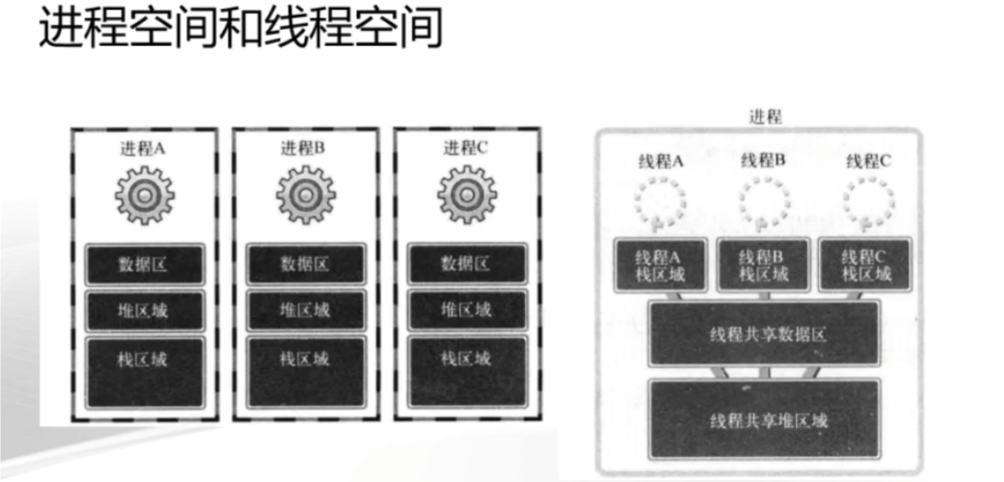 进程空间和线程空间
进程A
数据区
堆区域
栈区域
进程B
数据区
堆区域
栈区域
进程C
数据区
堆区域
栈区域
进程
线程A
线程B
线程C
线程A
栈区域
线程B
栈区域
线程C
栈区域
线程共享数据区
线程共享堆区域